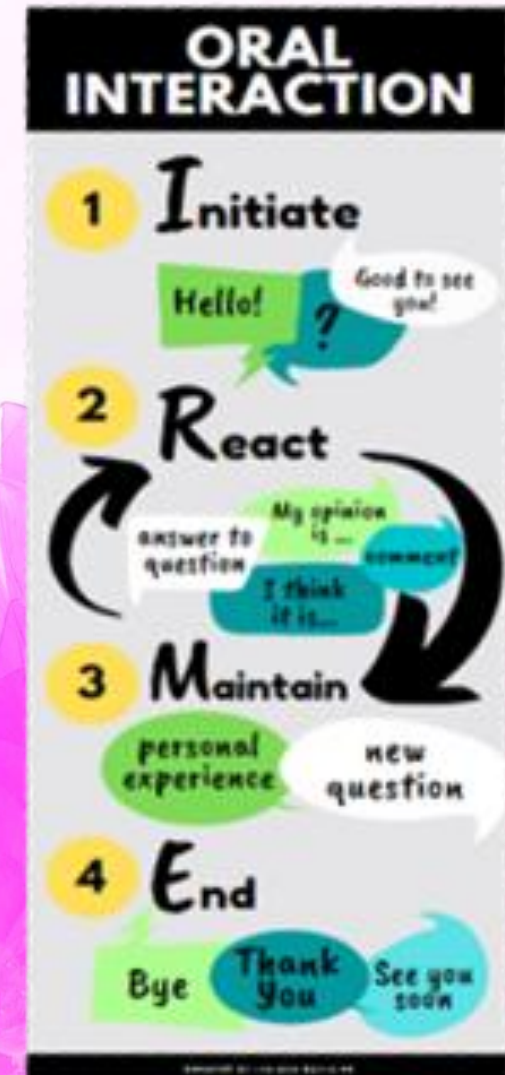 ORAL
INTERACTION
1 Initiate
Hello!
?
Good to see
you!
2 React
My opinion
is ...
answer to
question
comment
I think
it is...
3 Maintain
personal
experience
new
question
4 End
Bye
Thank
You
See you
soon